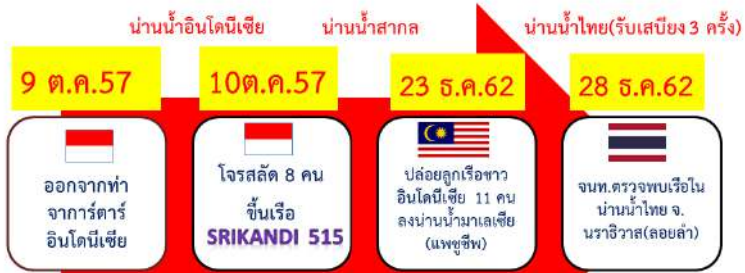 น่านน้ำอินโดนีเซีย น่านน้ำสากล น่านน้ำไทย(รับเสบียง 3 ครั้ง)
9 ต.ค.57
10ต.ค.57
23 ธ.ค.62
28 ธ.ค.62
ออกจากท่า
จาการ์ตาร์
อินโดนีเซีย
โจรสลัด 8 คน
ขึ้นเรือ
SRIKANDI 515
ปล่อยลูกเรือชาว
อินโดนีเซีย 11 คน
ลงน่านน้ำมาเลเซีย
(แพชูชีพ)
จนท.ตรวจพบเรือใน
น่านน้ำไทย จ.
นราธิวาส(ลอยลำ)